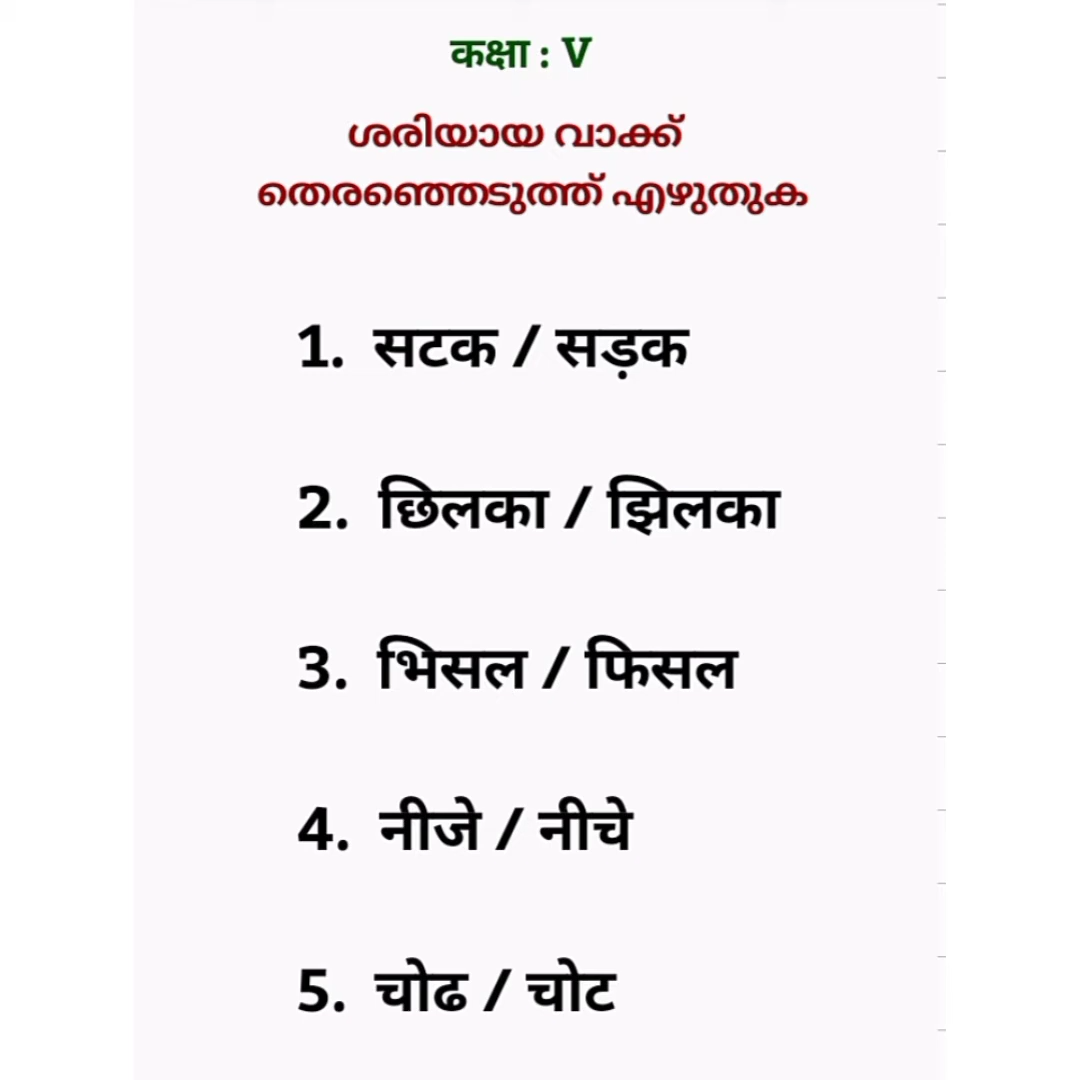 कक्षा : V
ശരിയായ വാക്ക്
തെരഞ്ഞെടുത്ത് എഴുതുക
1. सटक / सड़क
2. छिलका / झिलका
3. भिसल / फिसल
4. नीजे / नीचे
5. चोढ / चोट